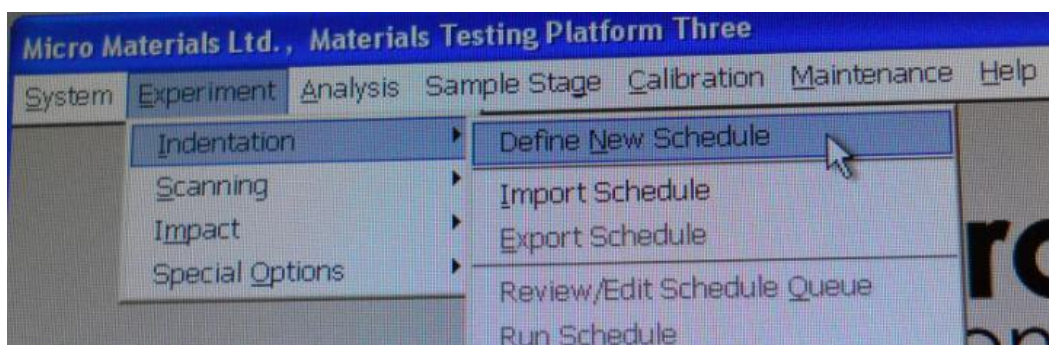 Micro Materials Ltd., Materials Testing Platform Three
System Experiment Analysis Sample Stage Calibration Maintenance Help
Indentation
Scanning
Impact
Special Options
Define New Schedule
Import Schedule
Export Schedule
Review/Edit Schedule Queue
Run Schedule